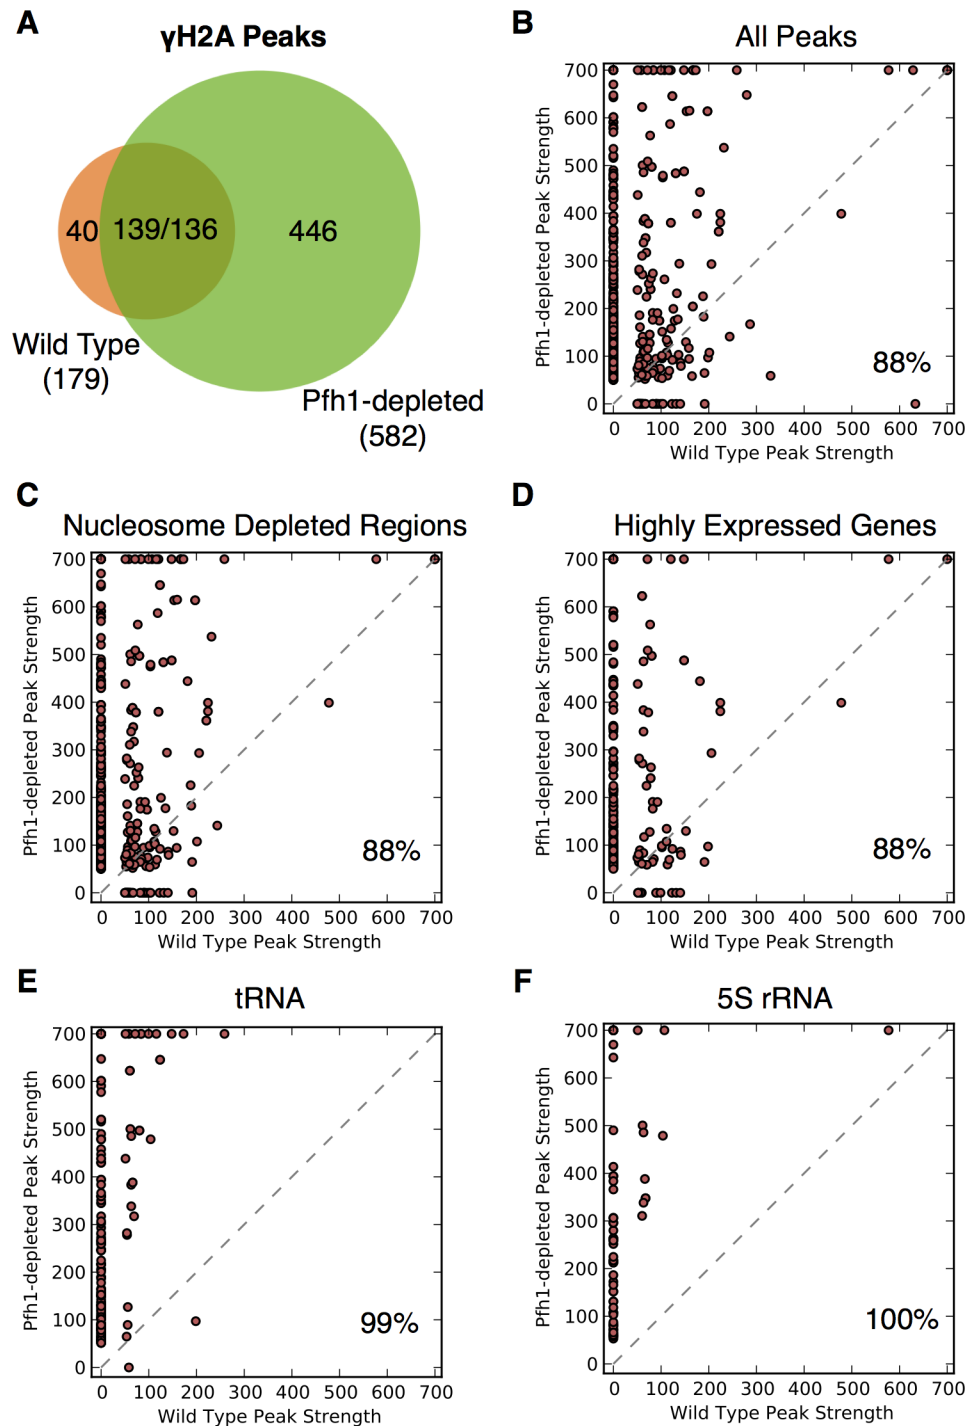 A
γH2A Peaks
40
139/136
446
Wild Type
(179)
Pfh1-depleted
(582)
B
All Peaks
Pfh1-depleted Peak Strength
700
600
500
400
300
200
100
0
88%
0 100 200 300 400 500 600 700
Wild Type Peak Strength
C
Nucleosome Depleted Regions
Pfh1-depleted Peak Strength
700
600
500
400
300
200
100
0
88%
0 100 200 300 400 500 600 700
Wild Type Peak Strength
D
Highly Expressed Genes
Pfh1-depleted Peak Strength
700
600
500
400
300
200
100
0
88%
0 100 200 300 400 500 600 700
Wild Type Peak Strength
E
tRNA
Pfh1-depleted Peak Strength
700
600
500
400
300
200
100
0
99%
0 100 200 300 400 500 600 700
Wild Type Peak Strength
F
5S rRNA
Pfh1-depleted Peak Strength
700
600
500
400
300
200
100
0
100%
0 100 200 300 400 500 600 700
Wild Type Peak Strength